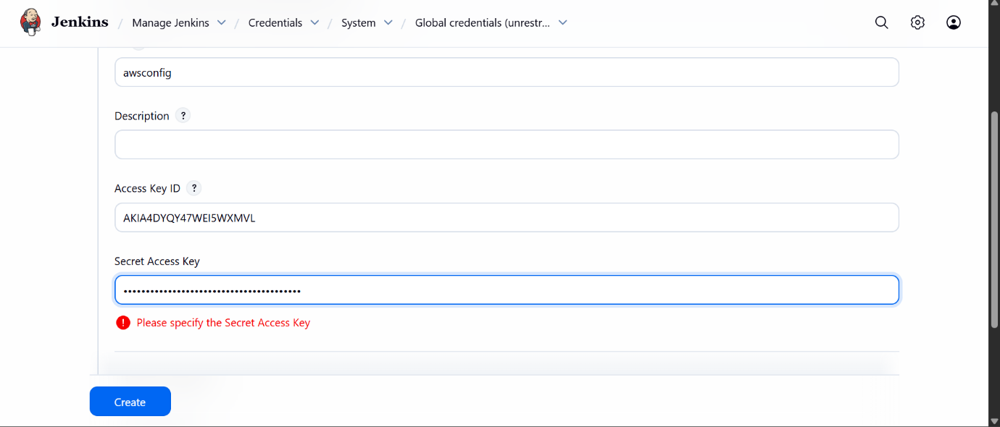 Jenkins / Manage Jenkins / Credentials / System / Global credentials (unrestr...
awsconfig
Description ?
Access Key ID ?
AKIA4DYQY47WEI5WXMVL
Secret Access Key
••••••••••••••••••••••••••••••••••••••••
! Please specify the Secret Access Key
Create